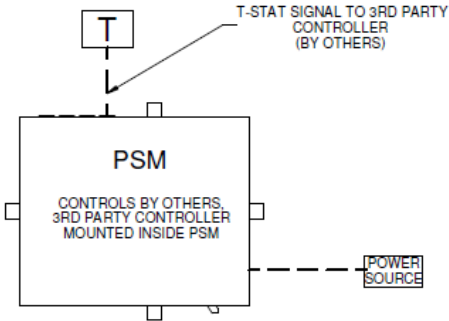 T-STAT SIGNAL TO 3RD PARTY
CONTROLLER
(BY OTHERS)
T
PSM
CONTROLS BY OTHERS,
3RD PARTY CONTROLLER
MOUNTED INSIDE PSM
POWER
SOURCE